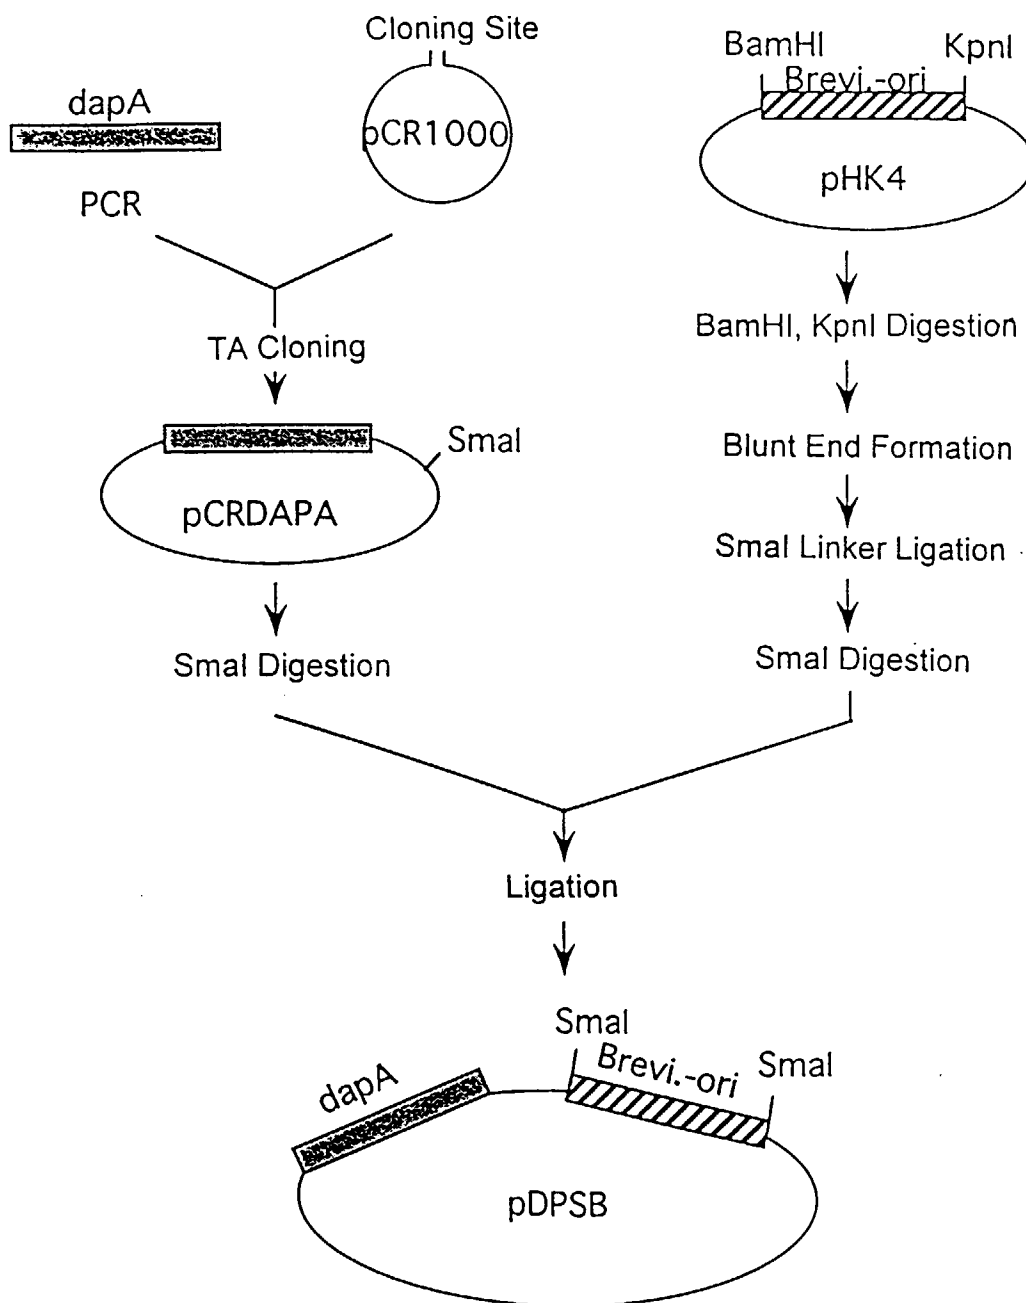 Cloning Site
dapA
pCR1000
PCR
BamHI
KpnI
Brevi.-ori
pHK4
TA Cloning
SmaI
pCRDAPA
SmaI Digestion
BamHI, KpnI Digestion
Blunt End Formation
SmaI Linker Ligation
SmaI Digestion
Ligation
SmaI
dapA
Brevi.-ori
SmaI
pDPSB